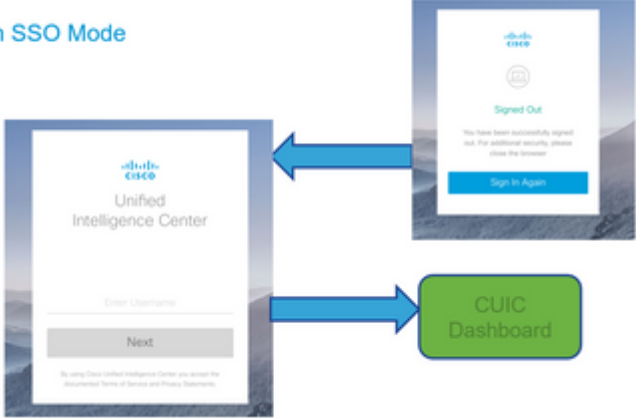 n SSO Mode
CISCO
Signed Out
You have been successfully signed
out. For additional security, please
close the browser
Sign In Again
CISCO
Unified
Intelligence Center
Enter Username
Next
By using Cisco Unified Intelligence Center you accept the
documented Terms of Service and Privacy Statements.
CUIC
Dashboard